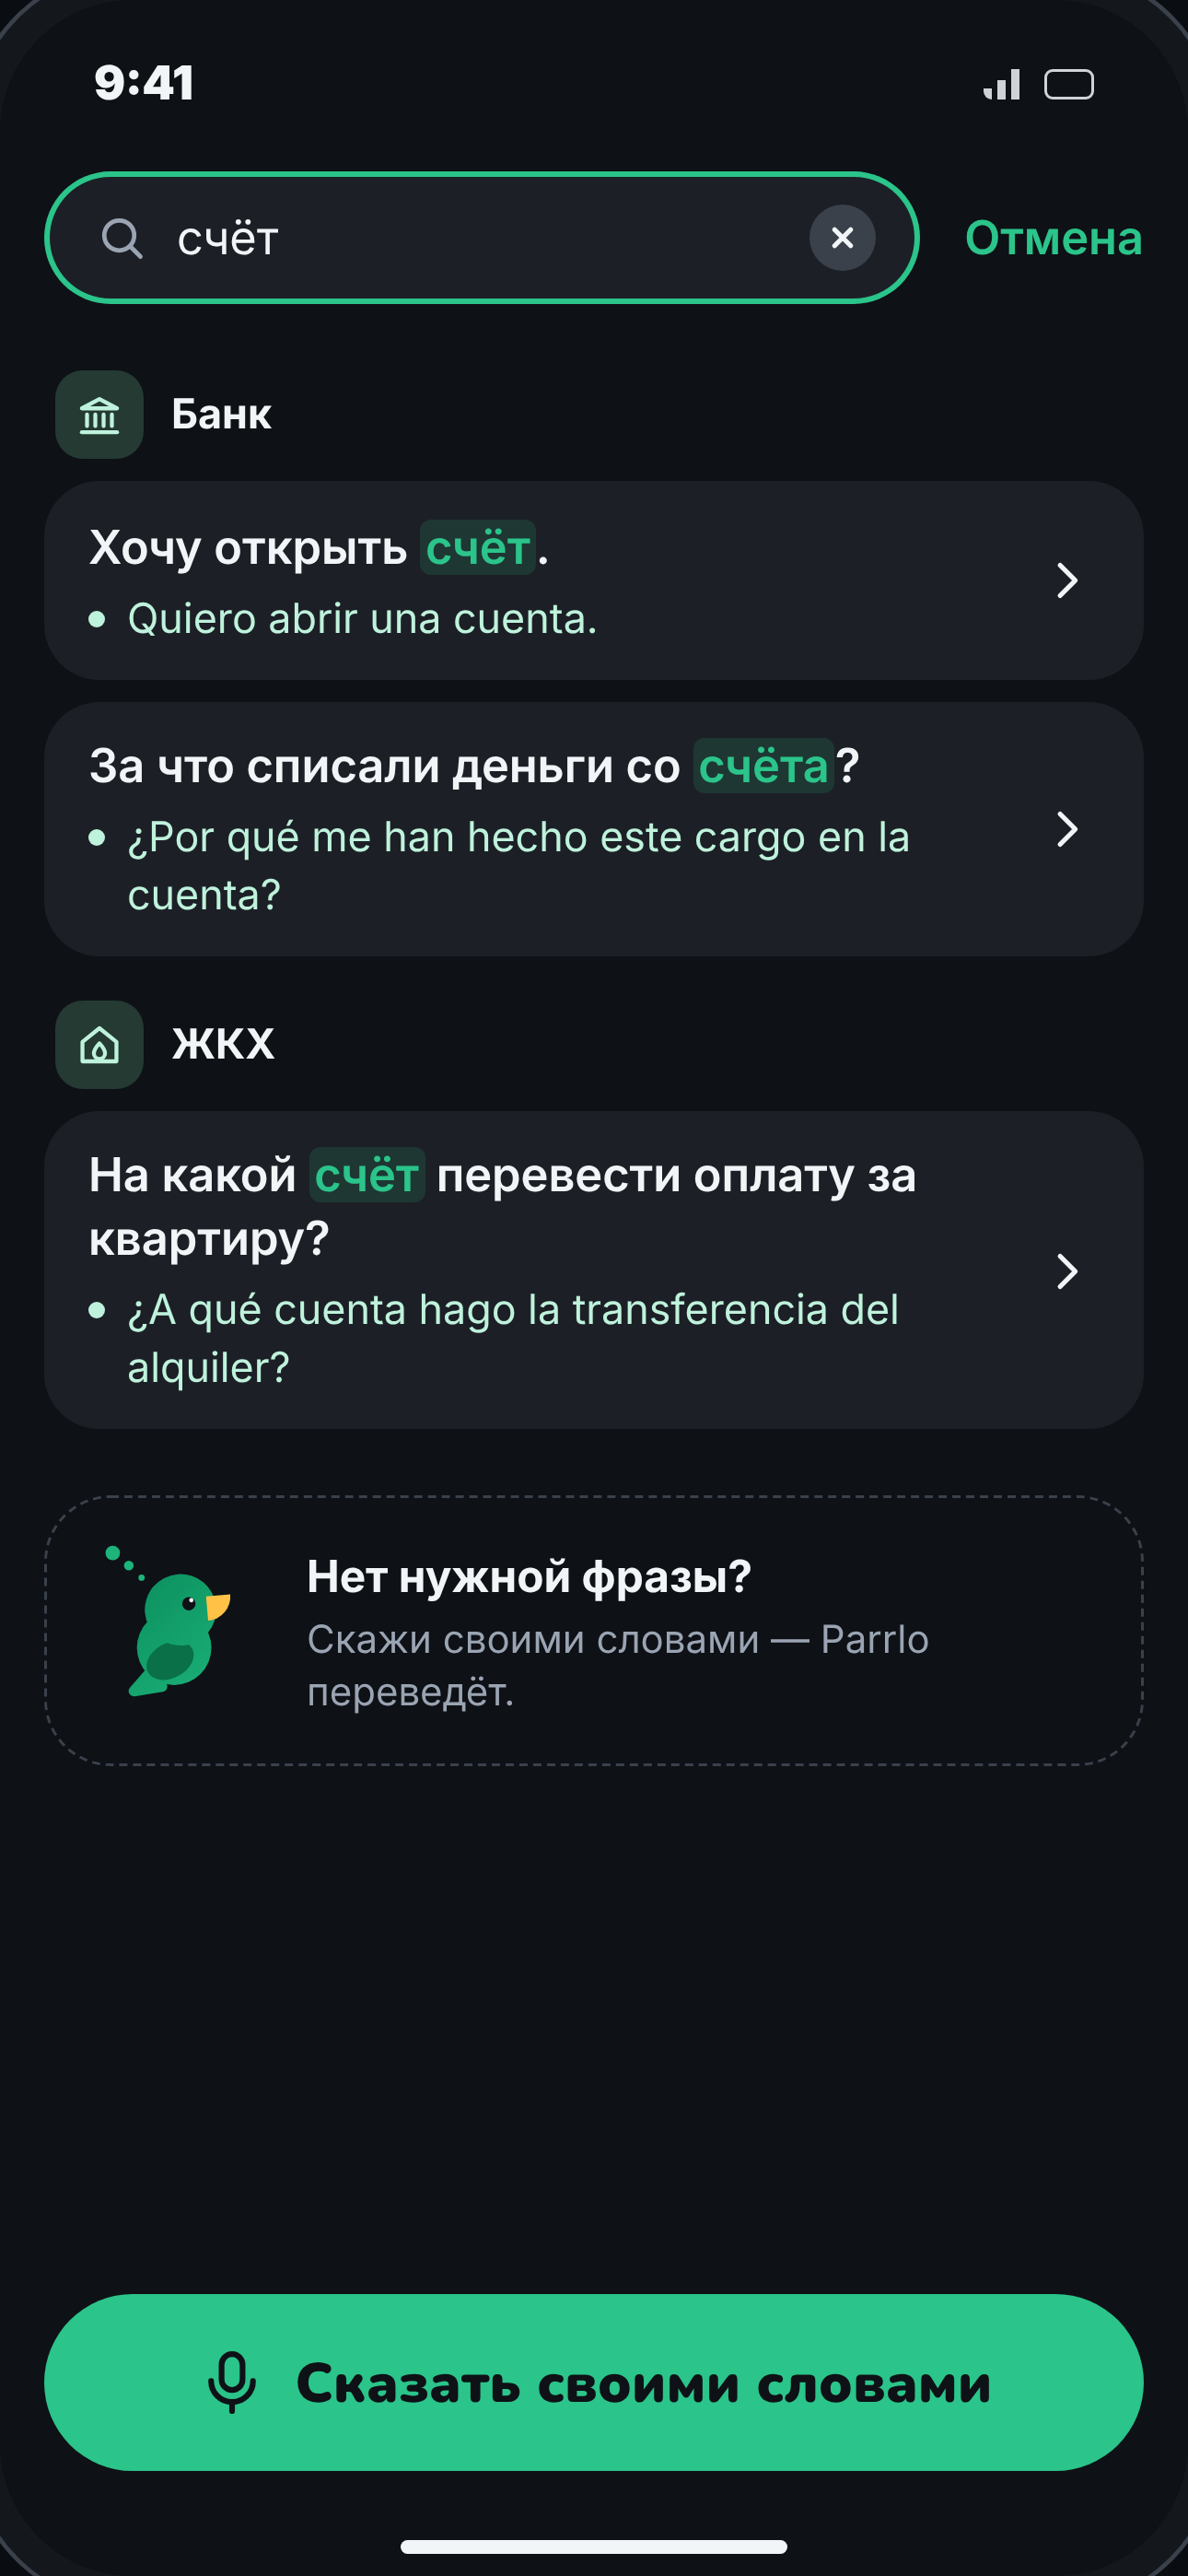 9:41
счёт
Отмена
Банк
Хочу открыть счёт.
Quiero abrir una cuenta.
За что списали деньги со счёта?
¿Por qué me han hecho este cargo en la
cuenta?
ЖКХ
На какой счёт перевести оплату за
квартиру?
¿A qué cuenta hago la transferencia del
alquiler?
Нет нужной фразы?
Скажи своими словами — Parrlo
переведёт.
Сказать своими словами